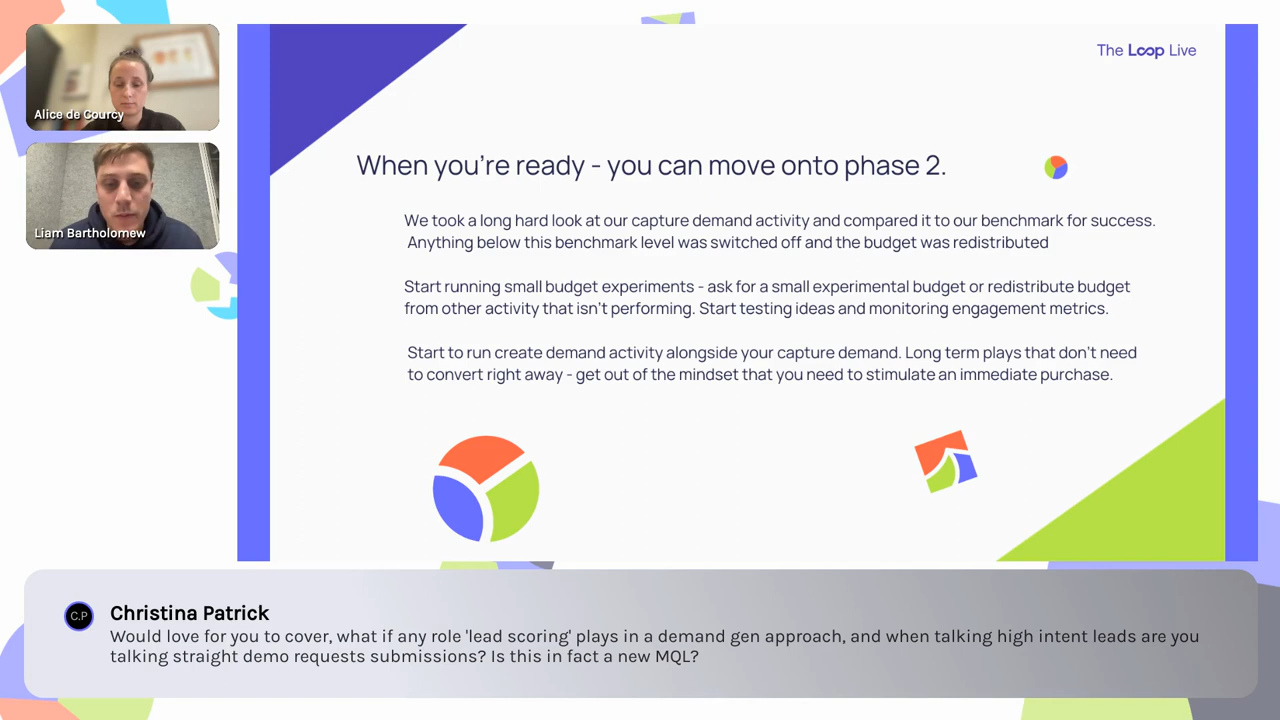 Alice de Courcy
Liam Bartholomew
The Loop Live
When you're ready - you can move onto phase 2.
We took a long hard look at our capture demand activity and compared it to our benchmark for success.
Anything below this benchmark level was switched off and the budget was redistributed
Start running small budget experiments - ask for a small experimental budget or redistribute budget
from other activity that isn't performing. Start testing ideas and monitoring engagement metrics.
Start to run create demand activity alongside your capture demand. Long term plays that don't need
to convert right away - get out of the mindset that you need to stimulate an immediate purchase.
C.P
Christina Patrick
Would love for you to cover, what if any role 'lead scoring' plays in a demand gen approach, and when talking high intent leads are you
talking straight demo requests submissions? Is this in fact a new MQL?